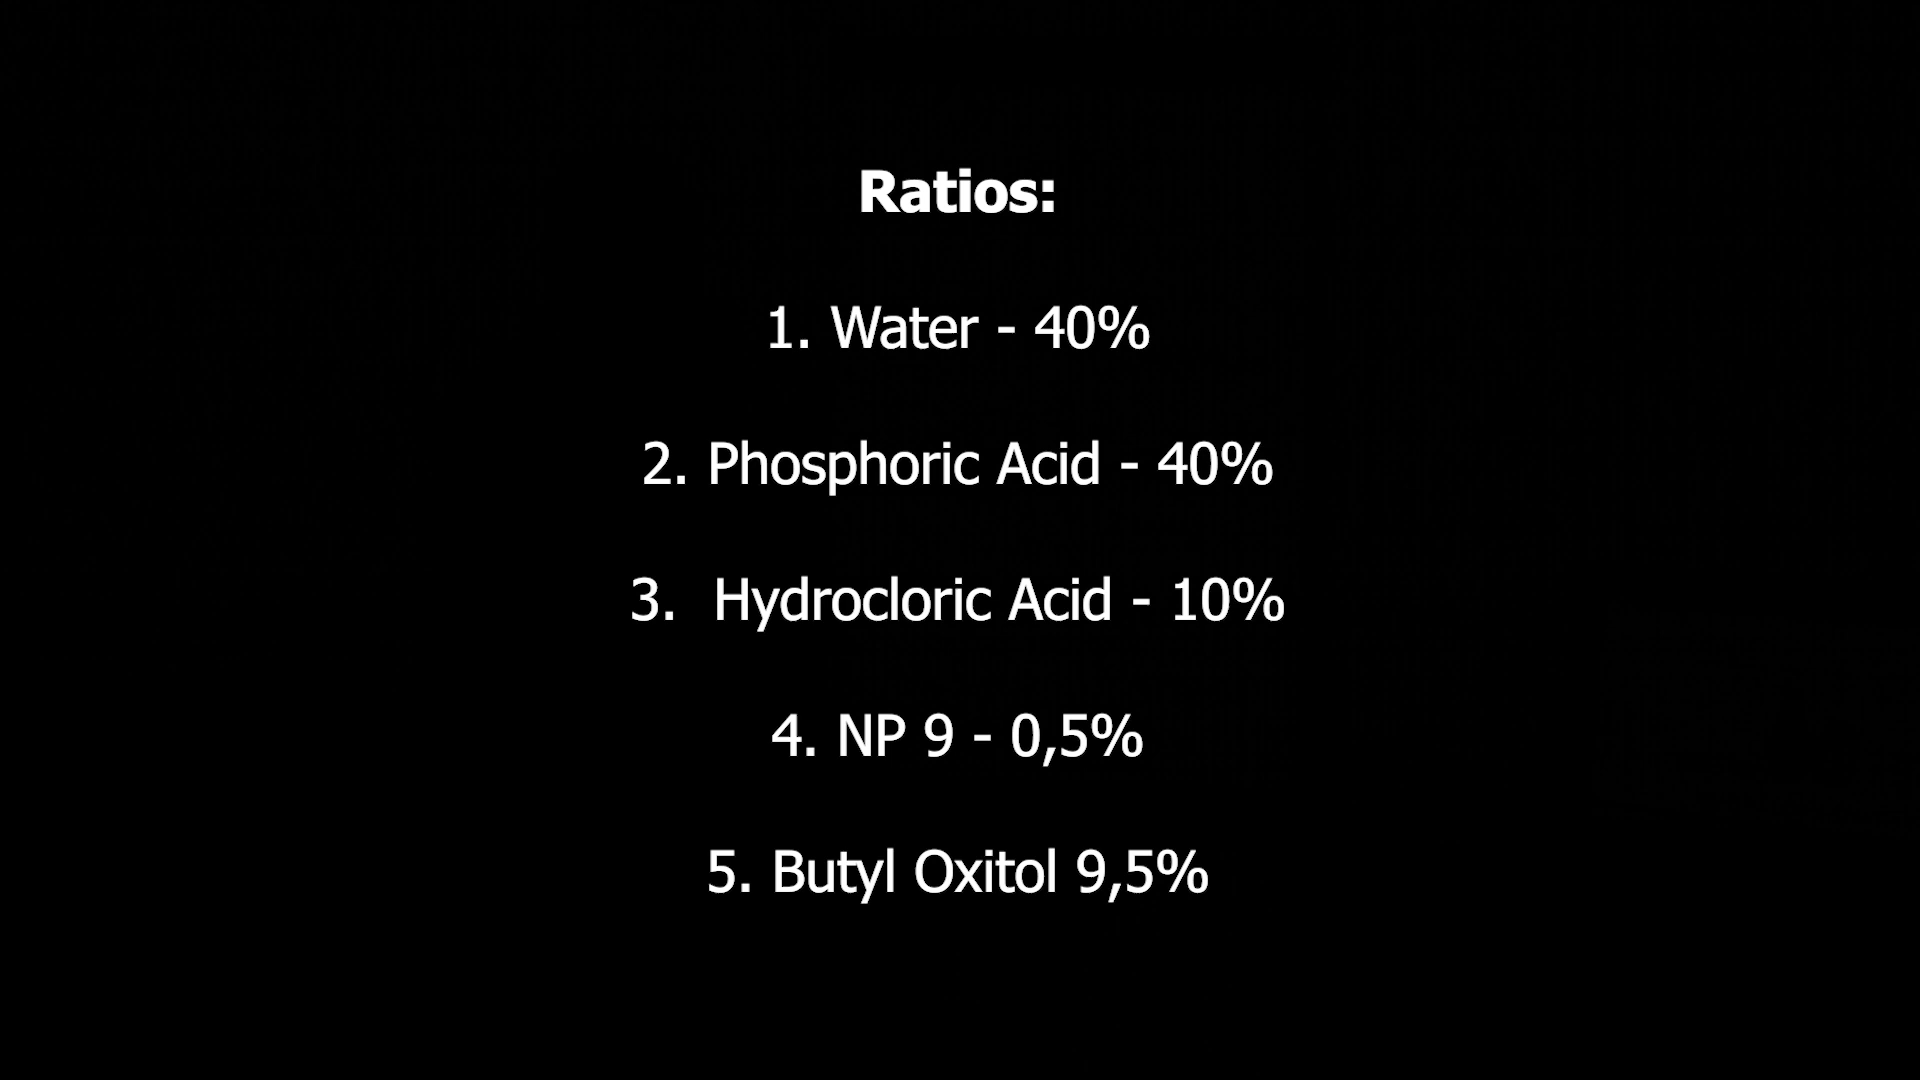 Ratios:
1. Water - 40%
2. Phosphoric Acid - 40%
3. Hydrocloric Acid - 10%
4. NP 9 - 0,5%
5. Butyl Oxitol 9,5%